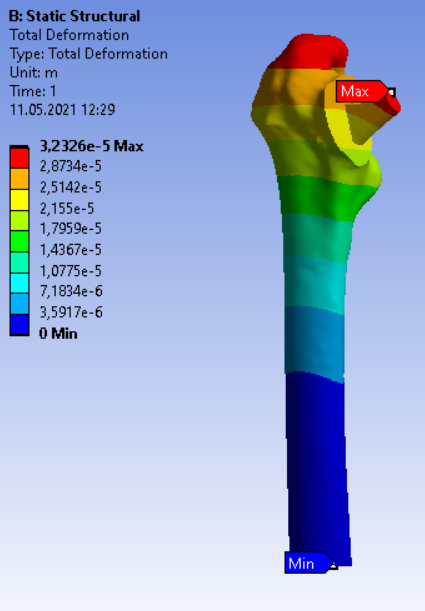 B: Static Structural
Total Deformation
Type: Total Deformation
Unit: m
Time: 1
11.05.2021 12:29
3,2326e-5 Max
2,8734e-5
2,5142e-5
2,155e-5
1,7959e-5
1,4367e-5
1,0775e-5
7,1834e-6
3,5917e-6
0 Min
Max
Min